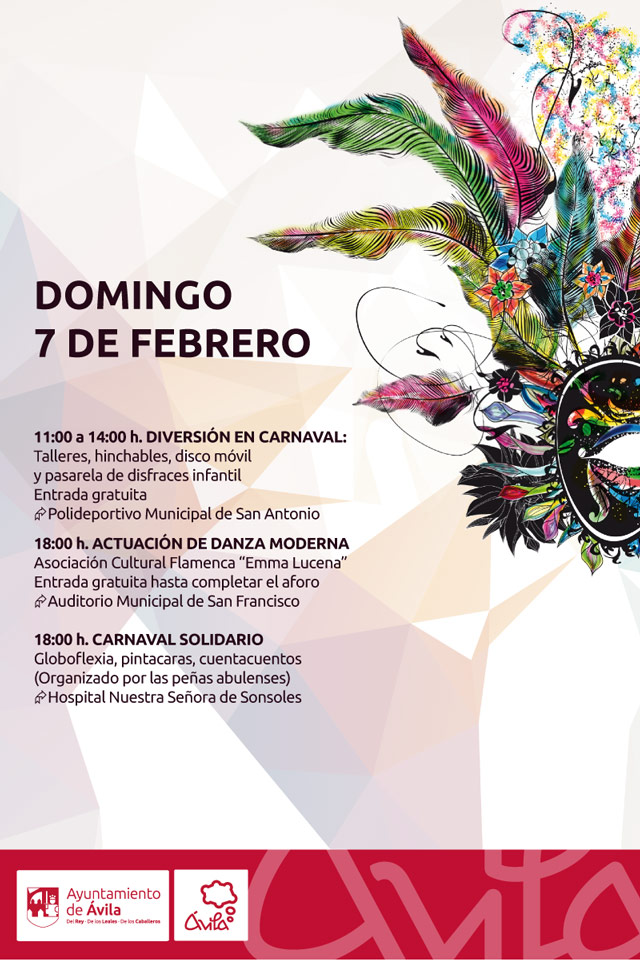 DOMINGO
7 DE FEBRERO
11:00 a 14:00 h. DIVERSIÓN EN CARNAVAL:
Talleres, hinchables, disco móvil
y pasarela de disfraces infantil
Entrada gratuita
Polideportivo Municipal de San Antonio
18:00 h. ACTUACIÓN DE DANZA MODERNA
Asociación Cultural Flamenca “Emma Lucena”
Entrada gratuita hasta completar el aforo
Auditorio Municipal de San Francisco
18:00 h. CARNAVAL SOLIDARIO
Globoflexia, pintacaras, cuentacuentos
(Organizado por las peñas abulenses)
Hospital Nuestra Señora de Sonsoles
Ayuntamiento
de Ávila
Del Rey · De los Leales · De los Caballeros
Ávila
Ávila